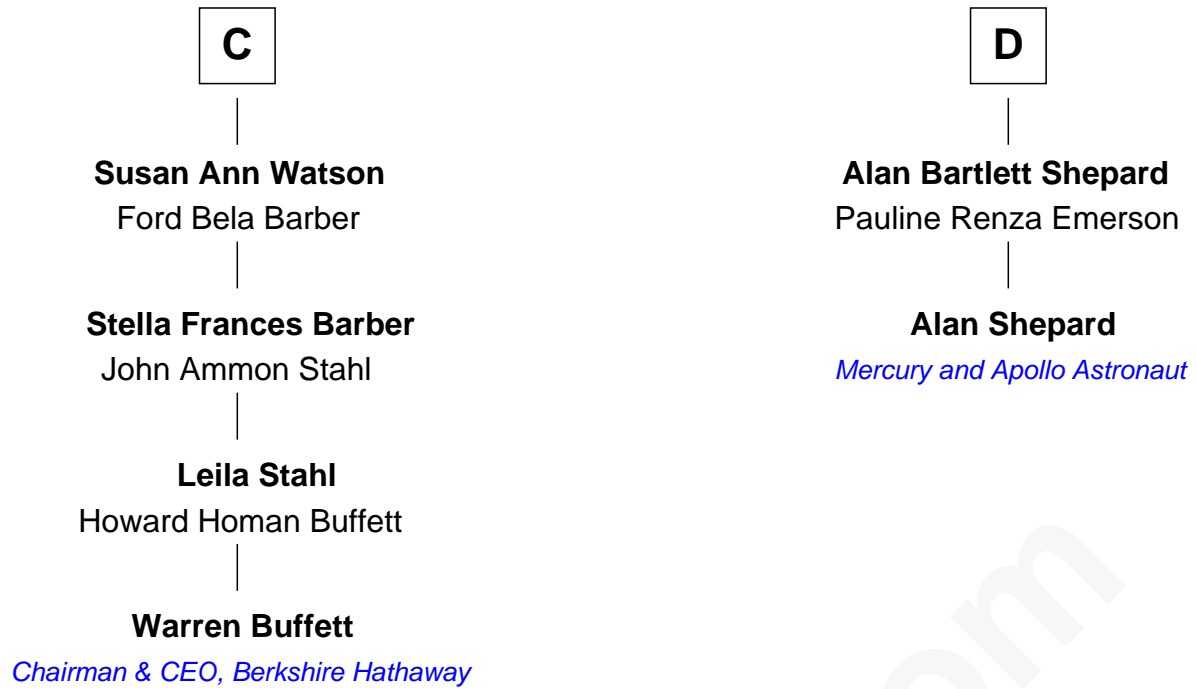 C
Susan Ann Watson
Ford Bela Barber
Stella Frances Barber
John Ammon Stahl
Leila Stahl
Howard Homan Buffett
Warren Buffett
Chairman & CEO, Berkshire Hathaway
D
Alan Bartlett Shepard
Pauline Renza Emerson
Alan Shepard
Mercury and Apollo Astronaut
om